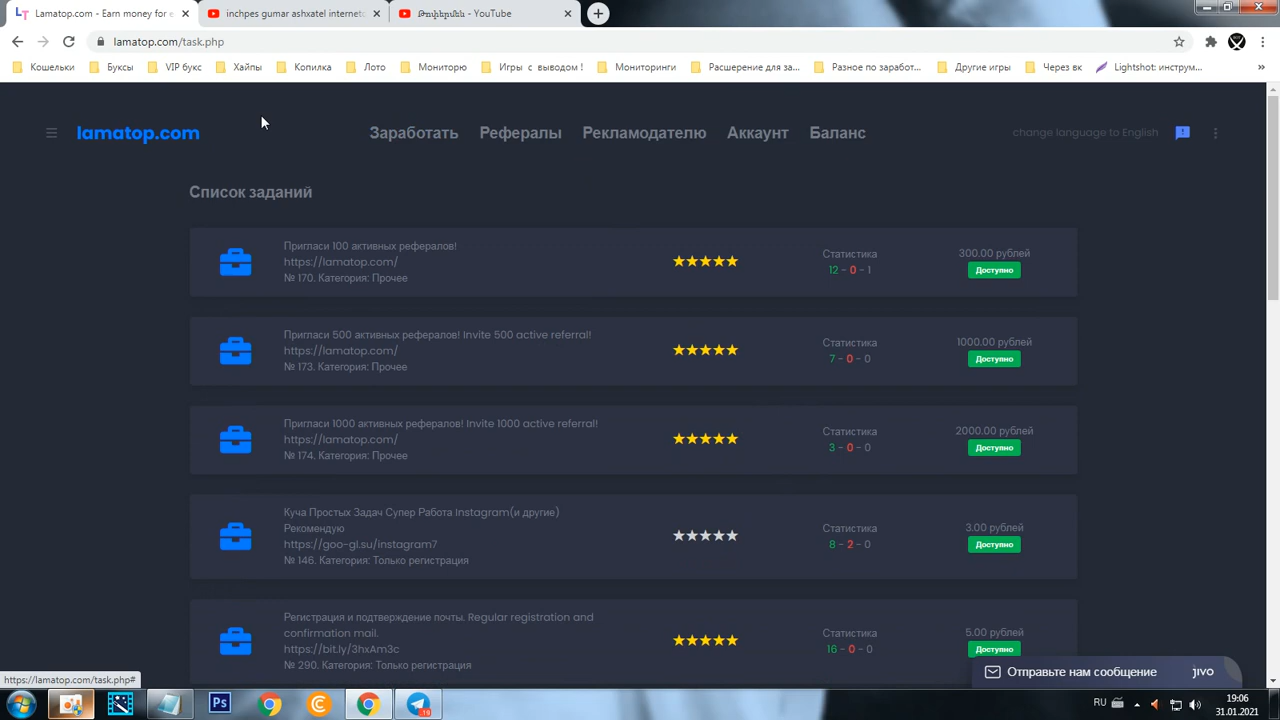 Lamatop.com - Earn money for e
inchpes gumar ashxatel internetc
- YouTube
lamatop.com/task.php
Кошельки
Буксы
VIP букс
Хайпы
Копилка
Лото
Мониторю
Игры с выводом !
Мониторинги
Расшерение для за...
Разное по заработ...
Другие игры
Через вк
Lightshot: инструм...
»
lamatop.com
Заработать
Рефералы
Рекламодателю
Аккаунт
Баланс
change language to English
Список заданий
Пригласи 100 активных рефералов!
https://lamatop.com/
№ 170. Категория: Прочее
Статистика
12 - 0 - 1
300.00 рублей
Доступно
Пригласи 500 активных рефералов! Invite 500 active referral!
https://lamatop.com/
№ 173. Категория: Прочее
Статистика
7 - 0 - 0
1000.00 рублей
Доступно
Пригласи 1000 активных рефералов! Invite 1000 active referral!
https://lamatop.com/
№ 174. Категория: Прочее
Статистика
3 - 0 - 0
2000.00 рублей
Доступно
Куча Простых Задач Супер Работа Instagram(и другие)
Рекомендую
https://goo-gl.su/instagram7
№ 146. Категория: Только регистрация
Статистика
8 - 2 - 0
3.00 рублей
Доступно
Регистрация и подтверждение почты. Regular registration and
confirmation mail.
https://bit.ly/3hxAm3c
№ 290. Категория: Только регистрация
Статистика
16 - 0 - 0
5.00 рублей
Доступно
https://lamatop.com/task.php#
Отправьте нам сообщение
jivo
Ps
RU
19:06
31.01.2021